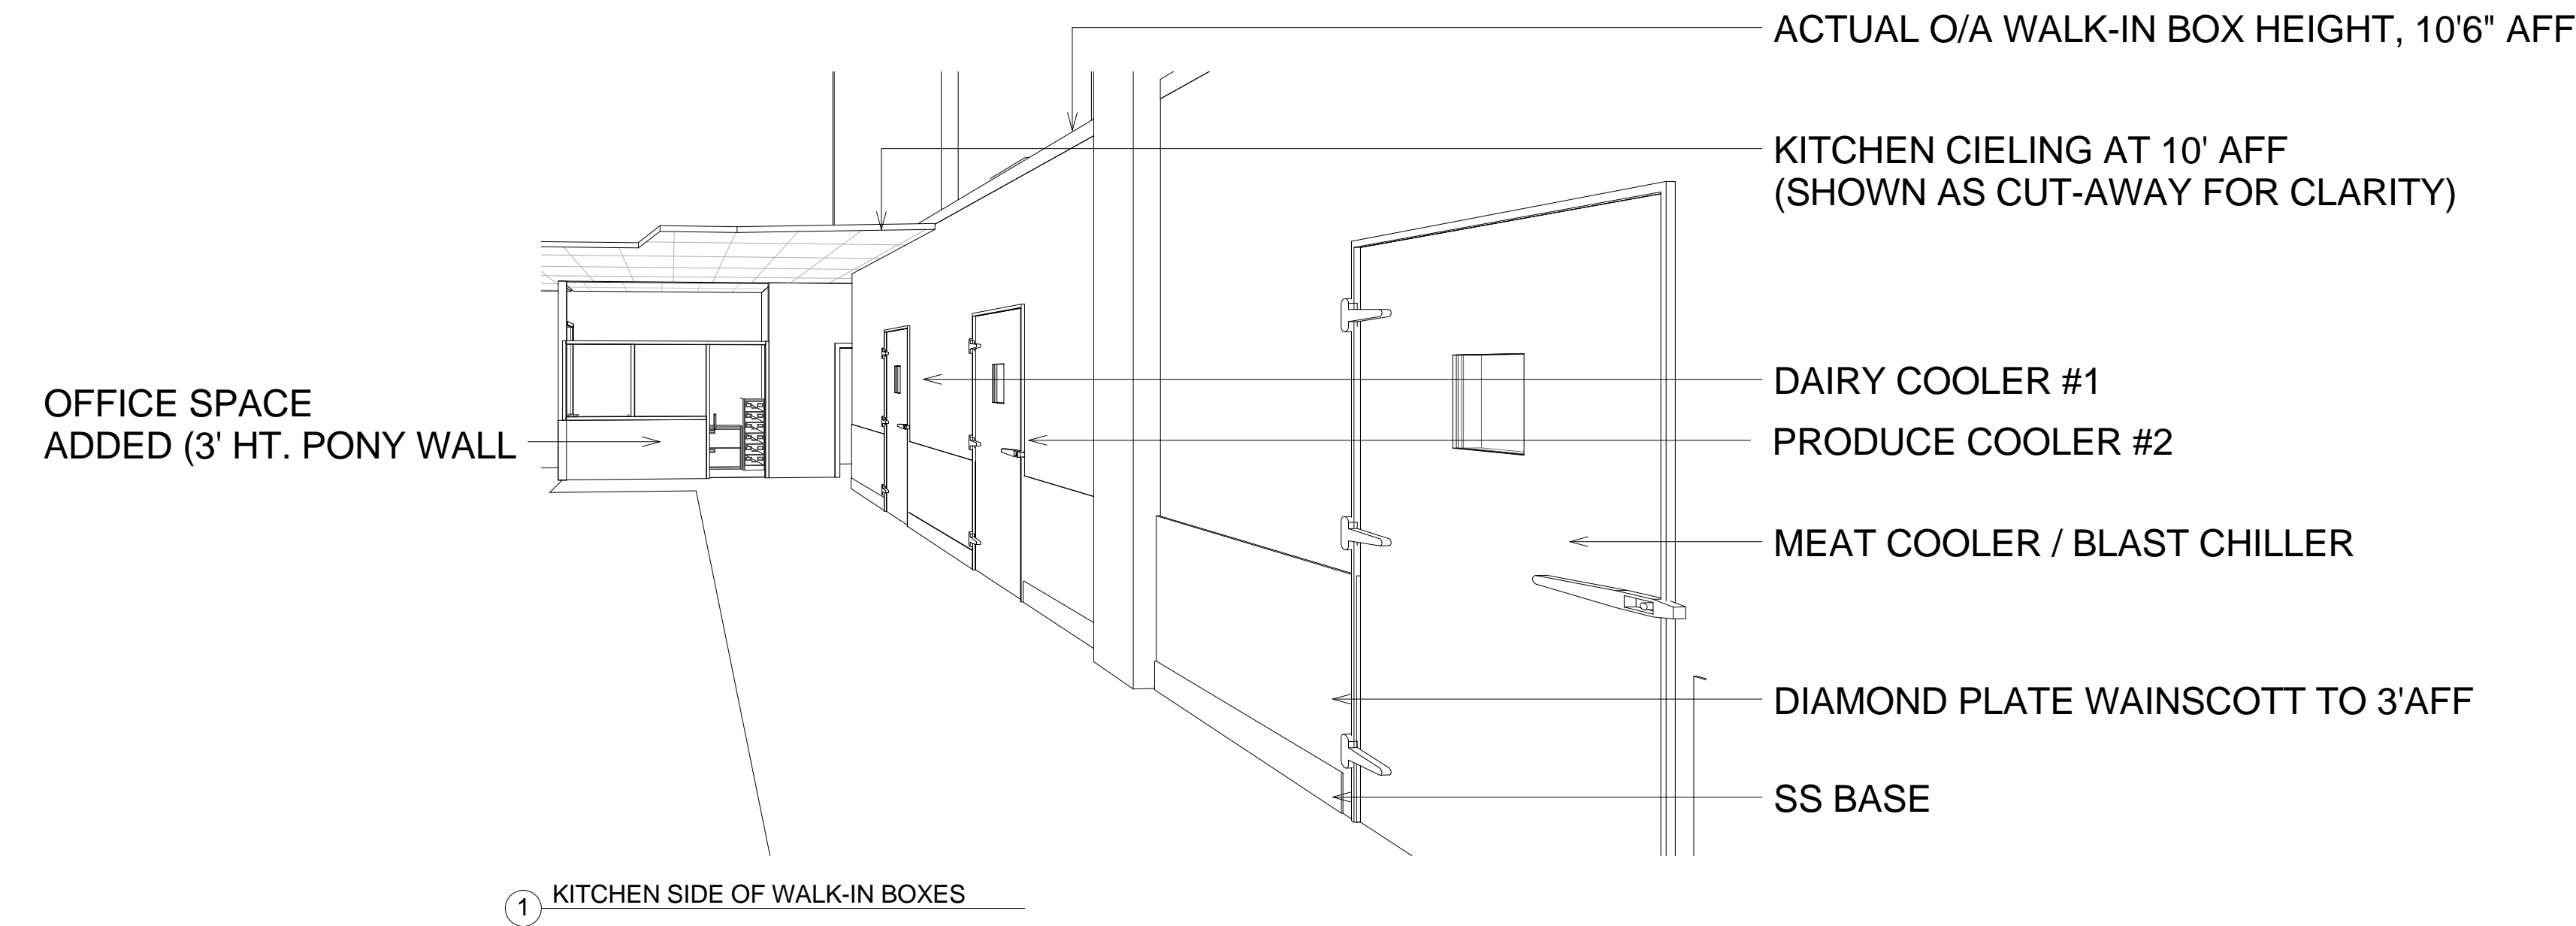 ACTUAL O/A WALK-IN BOX HEIGHT, 10'6" AFF
KITCHEN CIELING AT 10' AFF
(SHOWN AS CUT-AWAY FOR CLARITY)
DAIRY COOLER #1
OFFICE SPACE
ADDED (3' HT. PONY WALL
PRODUCE COOLER #2
MEAT COOLER / BLAST CHILLER
DIAMOND PLATE WAINSCOTT TO 3'AFF
SS BASE
1 KITCHEN SIDE OF WALK-IN BOXES